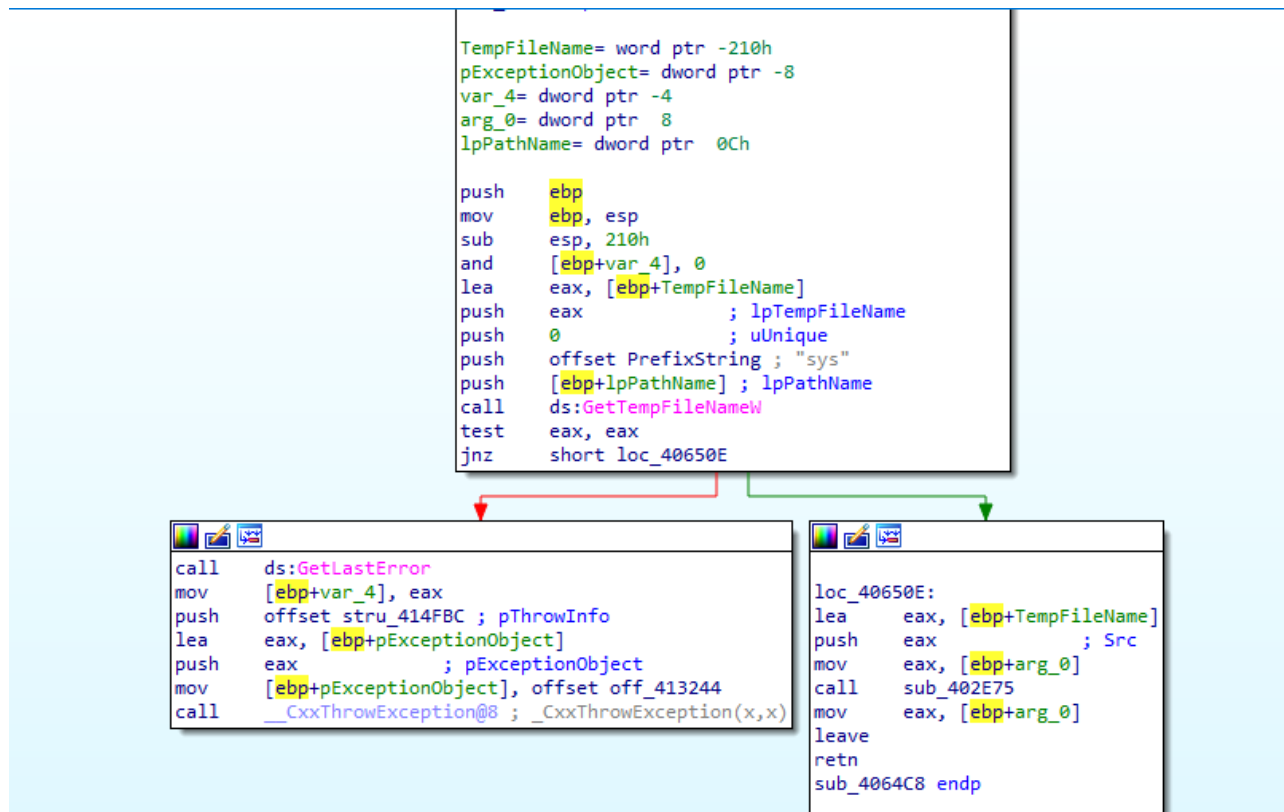 TempFileName= word ptr -210h
pExceptionObject= dword ptr -8
var_4= dword ptr -4
arg_0= dword ptr  8
lpPathName= dword ptr  0Ch
push    ebp
mov     ebp, esp
sub     esp, 210h
and     [ebp+var_4], 0
lea     eax, [ebp+TempFileName]
push    eax             ; lpTempFileName
push    0               ; uUnique
push    offset PrefixString ; "sys"
push    [ebp+lpPathName] ; lpPathName
call    ds:GetTempFileNameW
test    eax, eax
jnz     short loc_40650E
call    ds:GetLastError
mov     [ebp+var_4], eax
push    offset stru_414FBC ; pThrowInfo
lea     eax, [ebp+pExceptionObject]
push    eax             ; pExceptionObject
mov     [ebp+pExceptionObject], offset off_413244
call    __CxxThrowException@8 ; _CxxThrowException(x,x)
loc_40650E:
lea     eax, [ebp+TempFileName]
push    eax             ; Src
mov     eax, [ebp+arg_0]
call    sub_402E75
mov     eax, [ebp+arg_0]
leave
retn
sub_4064C8 endp